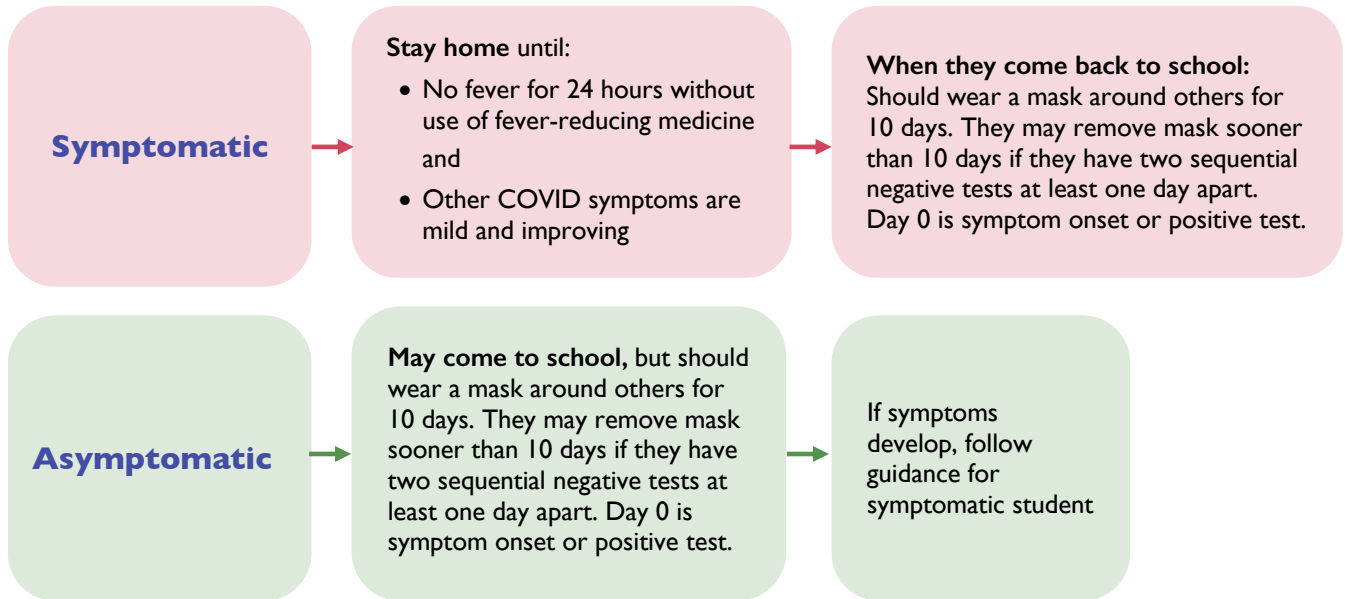 Symptomatic
Stay home until:
• No fever for 24 hours without
use of fever-reducing medicine
and
• Other COVID symptoms are
mild and improving
When they come back to school:
Should wear a mask around others for
10 days. They may remove mask sooner
than 10 days if they have two sequential
negative tests at least one day apart.
Day 0 is symptom onset or positive test.
Asymptomatic
May come to school, but should
wear a mask around others for
10 days. They may remove mask
sooner than 10 days if they have
two sequential negative tests at
least one day apart. Day 0 is
symptom onset or positive test.
If symptoms
develop, follow
guidance for
symptomatic student